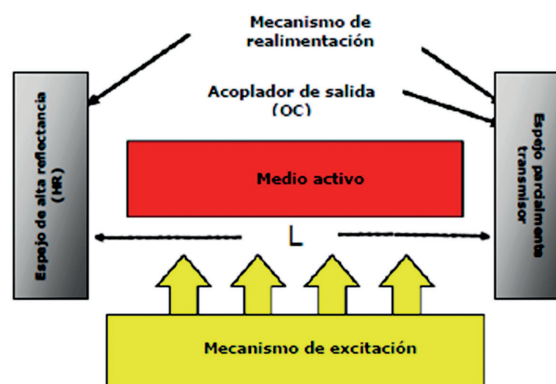 Mecanismo de
realimentación
Acoplador de salida
(OC)
Espejo de alta reflectancia
(HR)
Medio activo
Espejo parcialmente
transmisor
L
Mecanismo de excitación